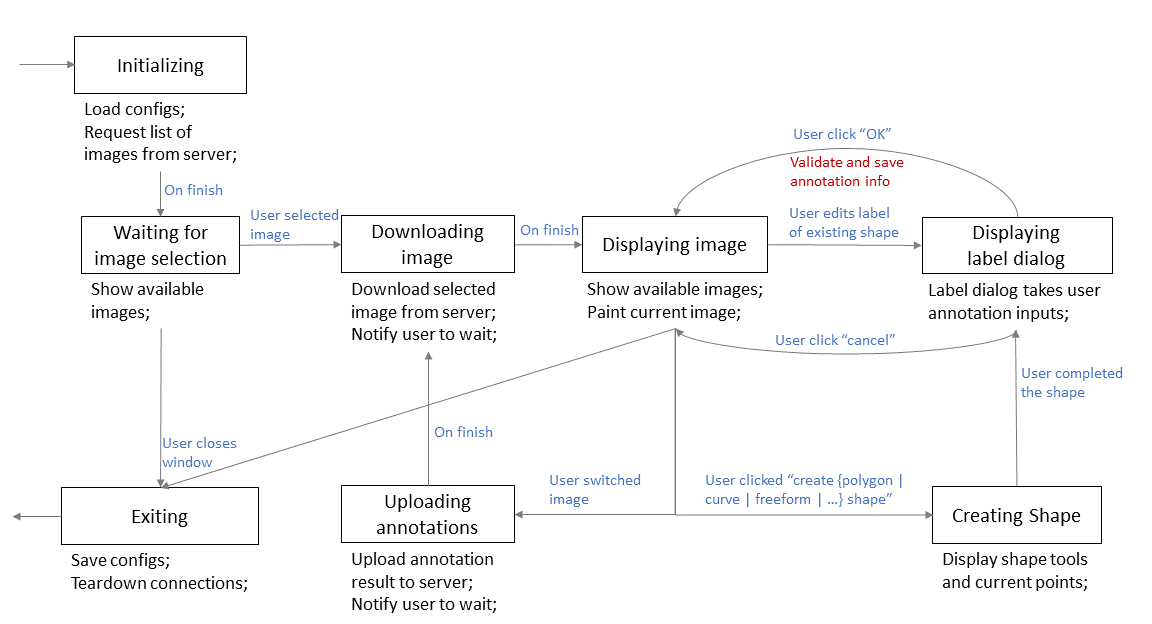 Initializing
Load configs;
Request list of
images from server;
On finish
Waiting for
image selection
Show available
images;
User selected
image
Downloading
image
Download selected
image from server;
Notify user to wait;
On finish
Displaying image
Show available images;
Paint current image;
User click “OK”
Validate and save
annotation info
User edits label
of existing shape
Displaying
label dialog
Label dialog takes user
annotation inputs;
User click “cancel”
User completed
the shape
User closes
window
On finish
User switched
image
User clicked “create {polygon |
curve | freeform | …} shape”
Exiting
Save configs;
Teardown connections;
Uploading
annotations
Upload annotation
result to server;
Notify user to wait;
Creating Shape
Display shape tools
and current points;